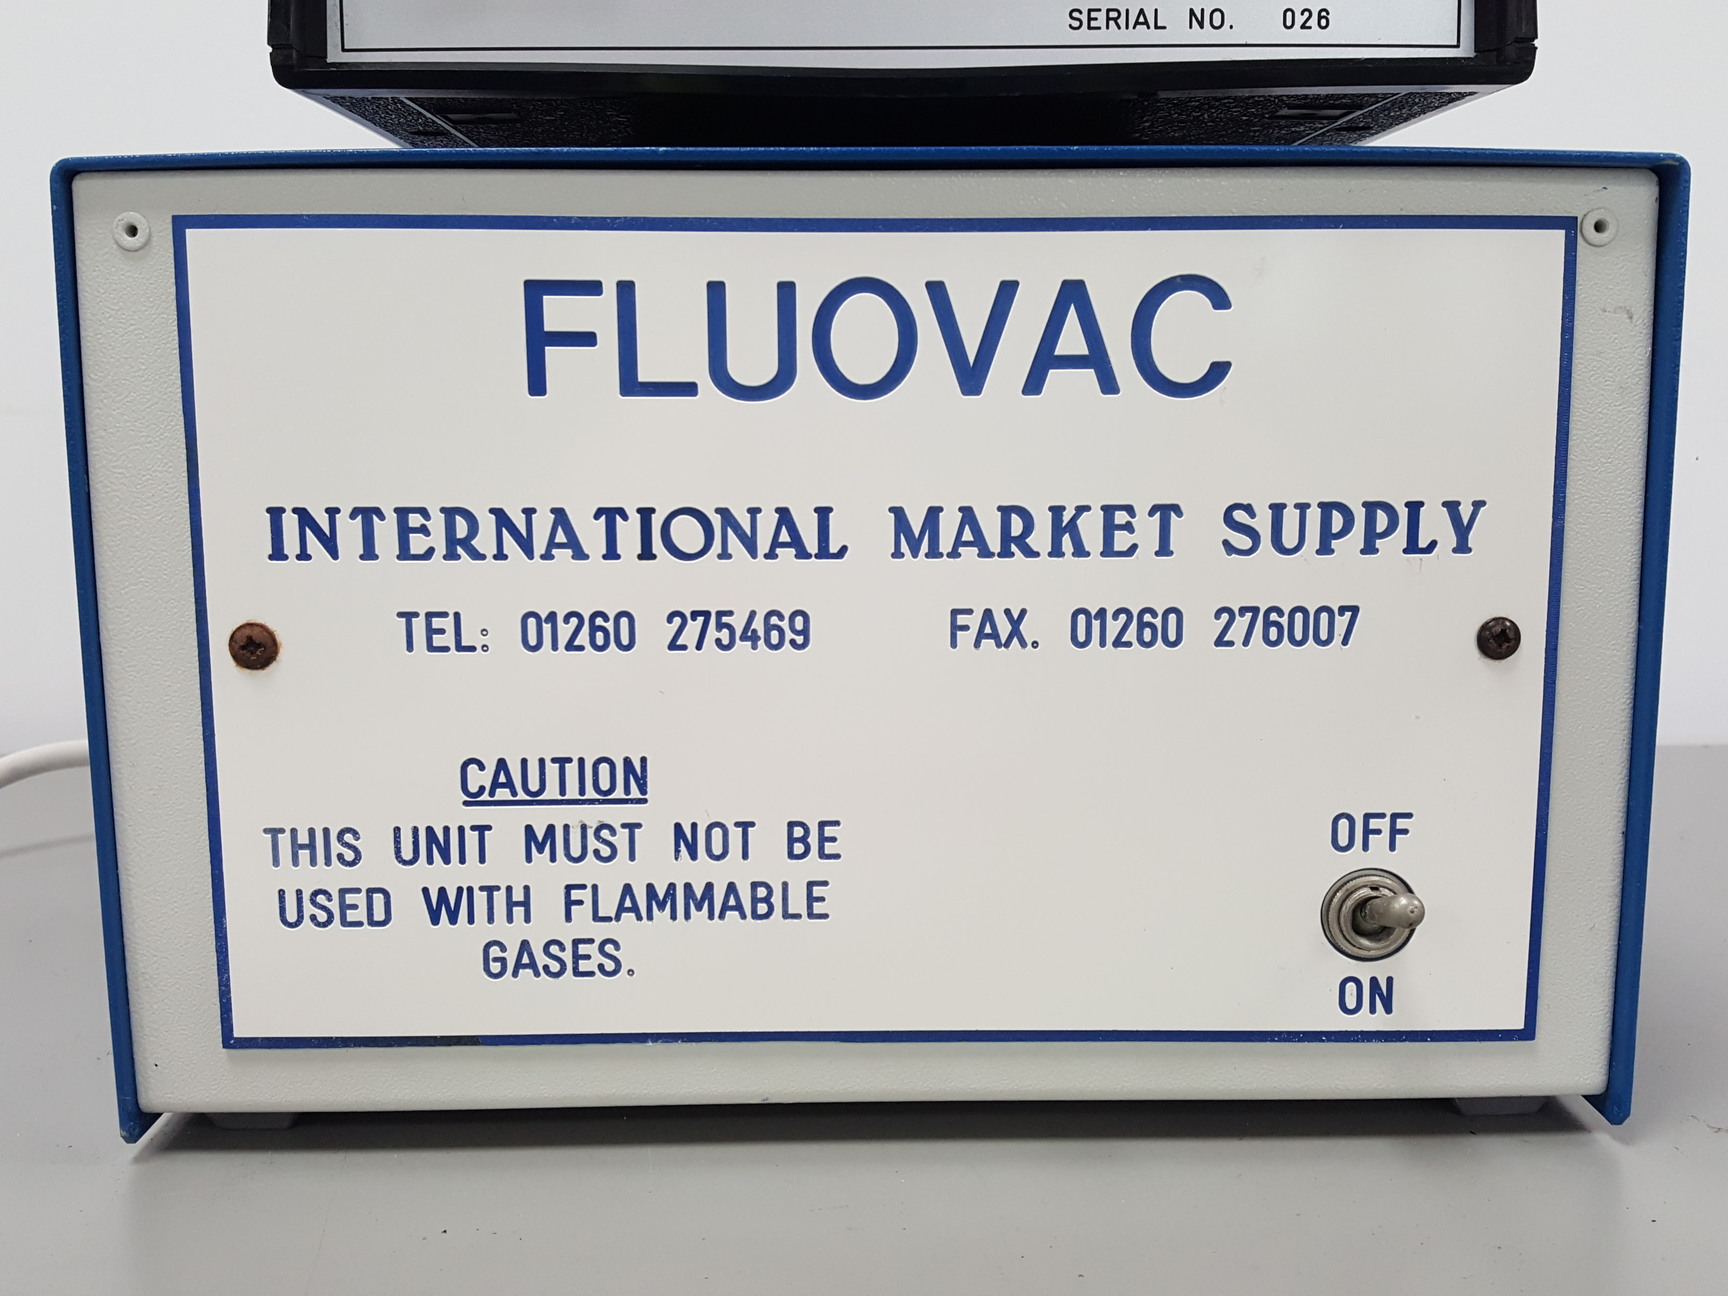 SERIAL NO. 026
FLUOVAC
INTERNATIONAL MARKET SUPPLY
TEL: 01260 275469 FAX. 01260 276007
CAUTION
THIS UNIT MUST NOT BE
USED WITH FLAMMABLE
GASES.
OFF
ON